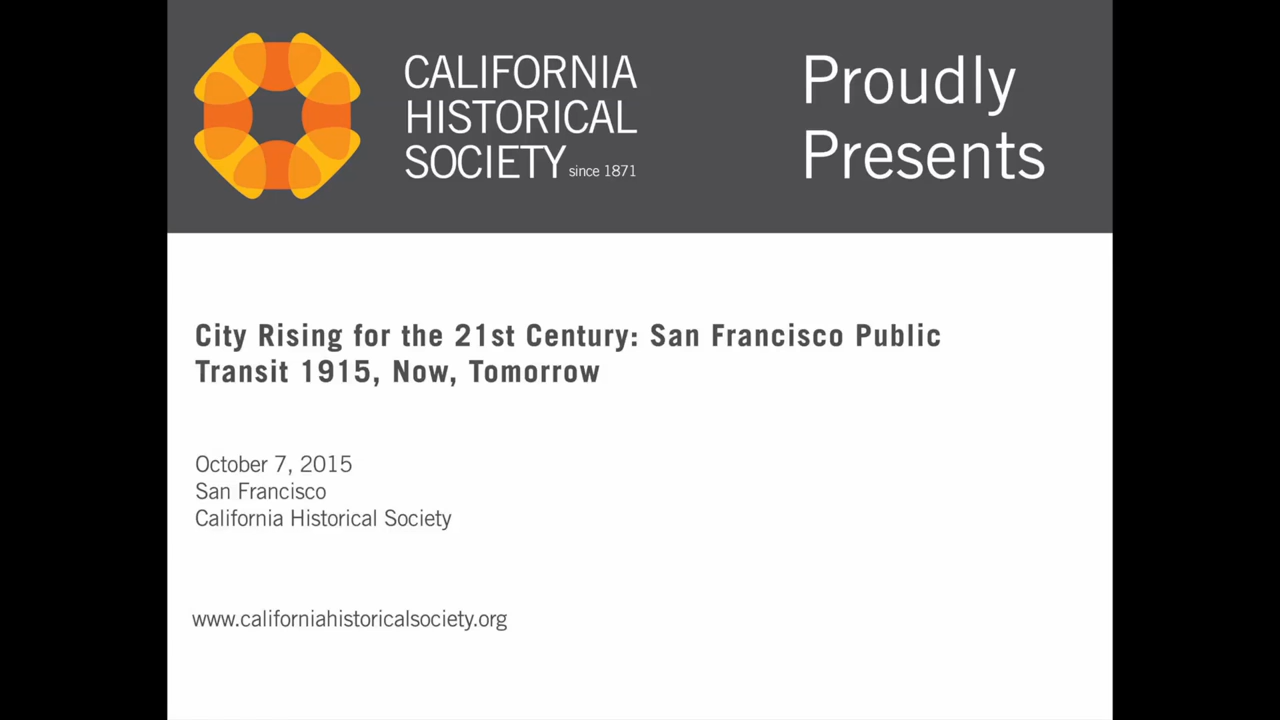 CALIFORNIA
HISTORICAL
SOCIETY since 1871
Proudly
Presents
City Rising for the 21st Century: San Francisco Public
Transit 1915, Now, Tomorrow
October 7, 2015
San Francisco
California Historical Society
www.californiahistoricalsociety.org